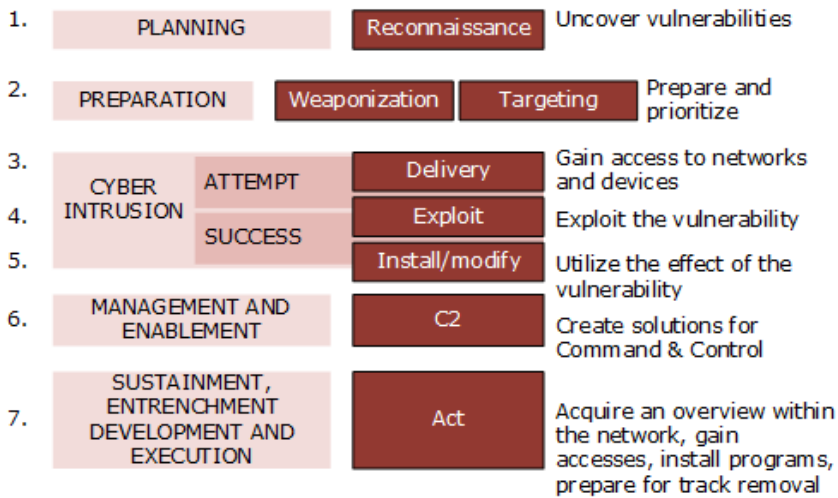 1.
PLANNING
Reconnaissance
Uncover vulnerabilities
2.
PREPARATION
Weaponization
Targeting
Prepare and
prioritize
3.
CYBER
INTRUSION
ATTEMPT
Delivery
Gain access to networks
and devices
4.
SUCCESS
Exploit
Exploit the vulnerability
5.
Install/modify
Utilize the effect of the
vulnerability
6.
MANAGEMENT AND
ENABLEMENT
C2
Create solutions for
Command & Control
7.
SUSTAINMENT,
ENTRENCHMENT
DEVELOPMENT AND
EXECUTION
Act
Acquire an overview within
the network, gain
accesses, install programs,
prepare for track removal